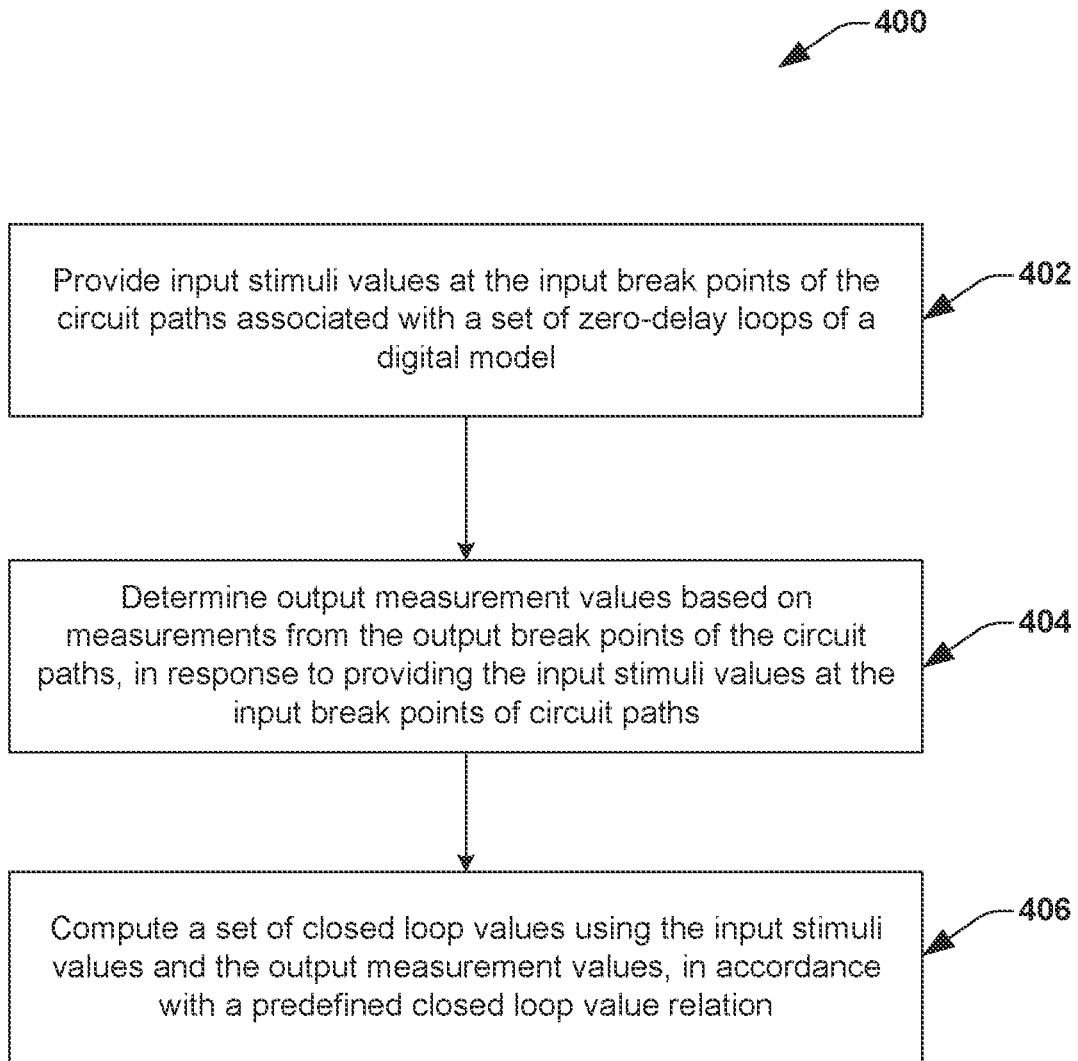 400
Provide input stimuli values at the input break points of the
circuit paths associated with a set of zero-delay loops of a
digital model
402
Determine output measurement values based on
measurements from the output break points of the circuit
paths, in response to providing the input stimuli values at the
input break points of circuit paths
404
Compute a set of closed loop values using the input stimuli
values and the output measurement values, in accordance
with a predefined closed loop value relation
406